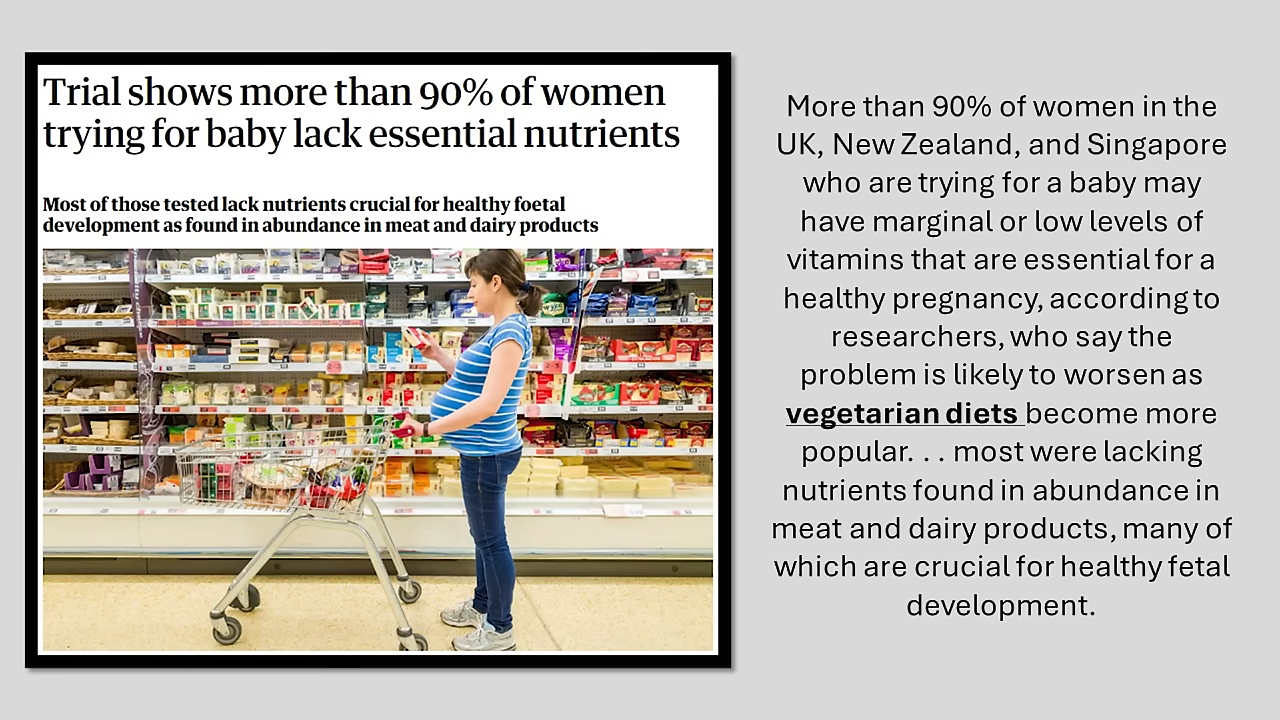 Trial shows more than 90% of women
trying for baby lack essential nutrients
Most of those tested lack nutrients crucial for healthy foetal
development as found in abundance in meat and dairy products
More than 90% of women in the
UK, New Zealand, and Singapore
who are trying for a baby may
have marginal or low levels of
vitamins that are essential for a
healthy pregnancy, according to
researchers, who say the
problem is likely to worsen as
vegetarian diets become more
popular. . . most were lacking
nutrients found in abundance in
meat and dairy products, many of
which are crucial for healthy fetal
development.